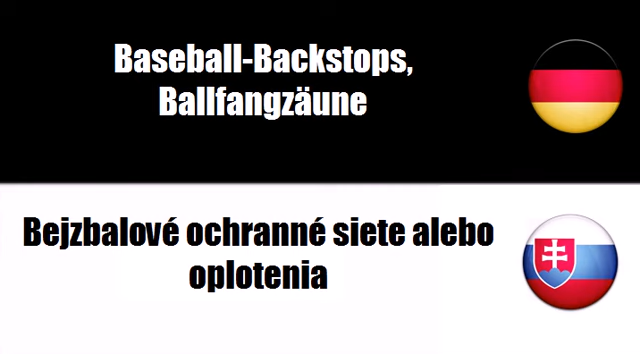 Baseball-Backstops,
Ballfangzäune
Bejzbalové ochranné siete alebo
oplotenia